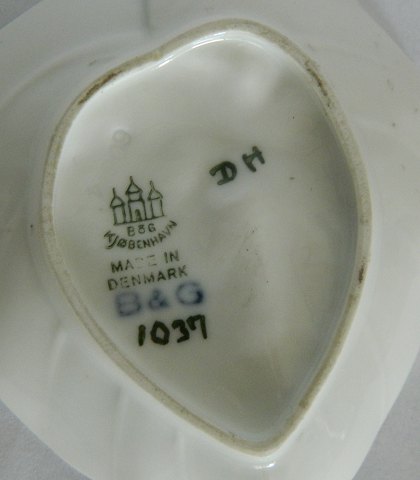 DH
B&G
KJØBENHAVN
MADE IN
DENMARK
B&G
1037